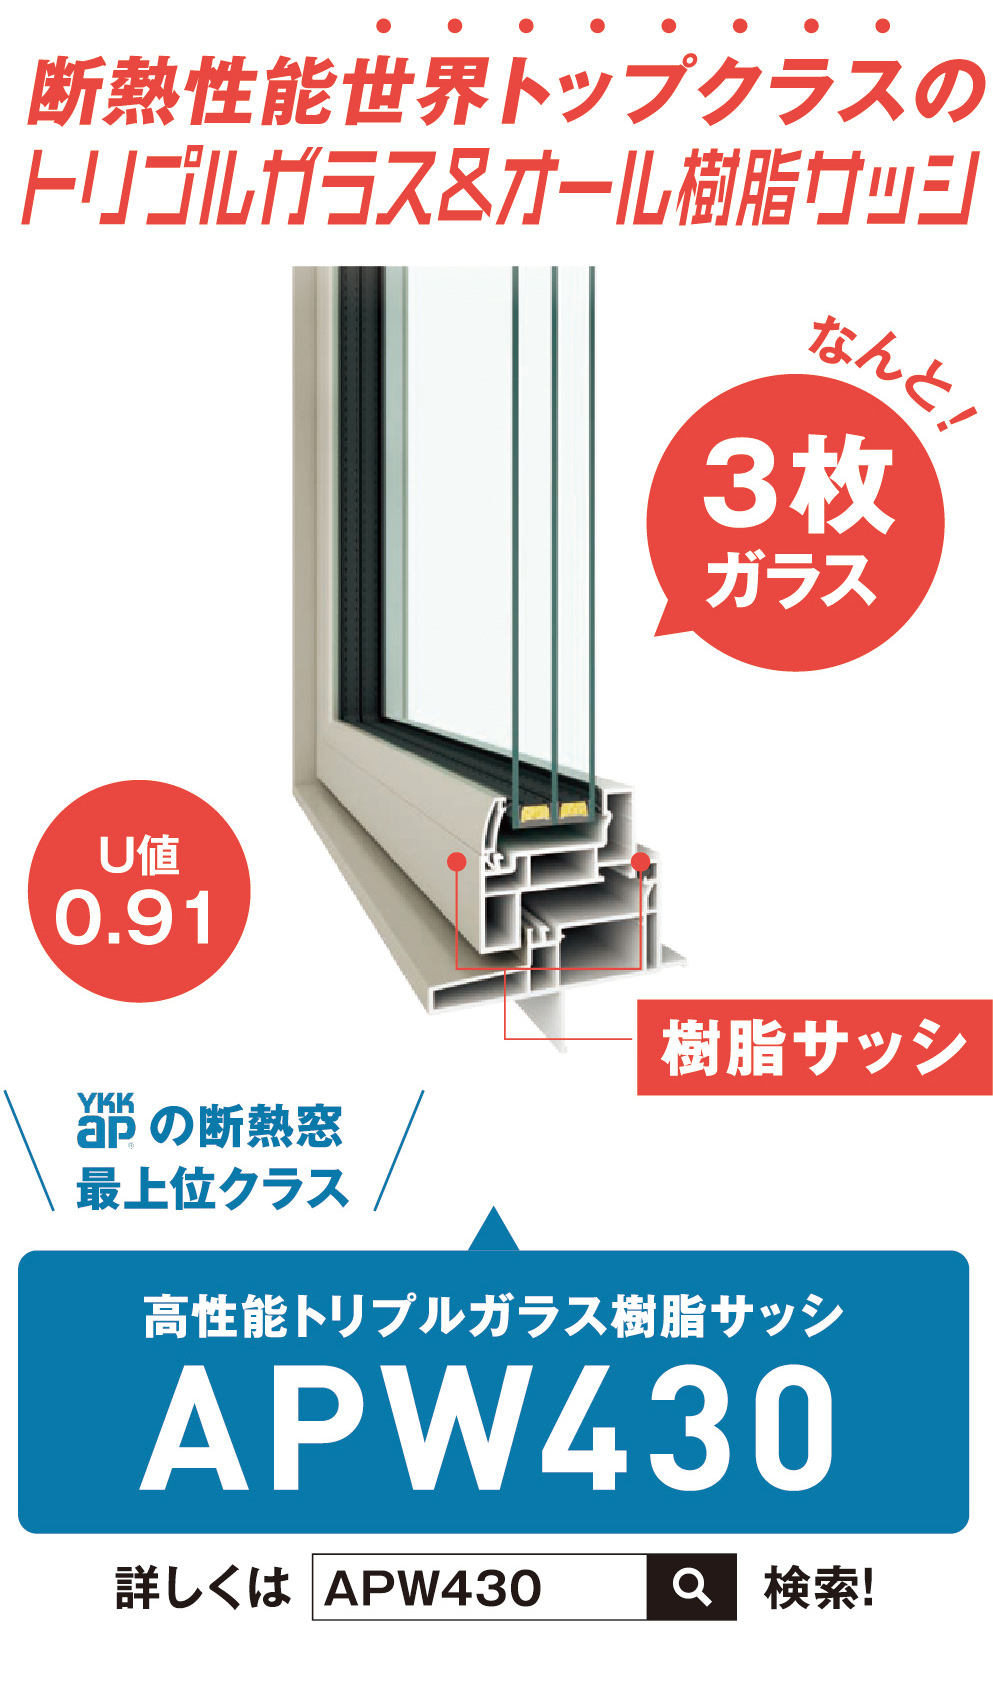 断熱性能世界トップクラスの
トリプルガラス&オール樹脂サッシ
なんと!
3枚
ガラス
U値
0.91
樹脂サッシ
YKK
ap®の断熱窓
最上位クラス
高性能トリプルガラス樹脂サッシ
APW430
詳しくは APW430 検索!